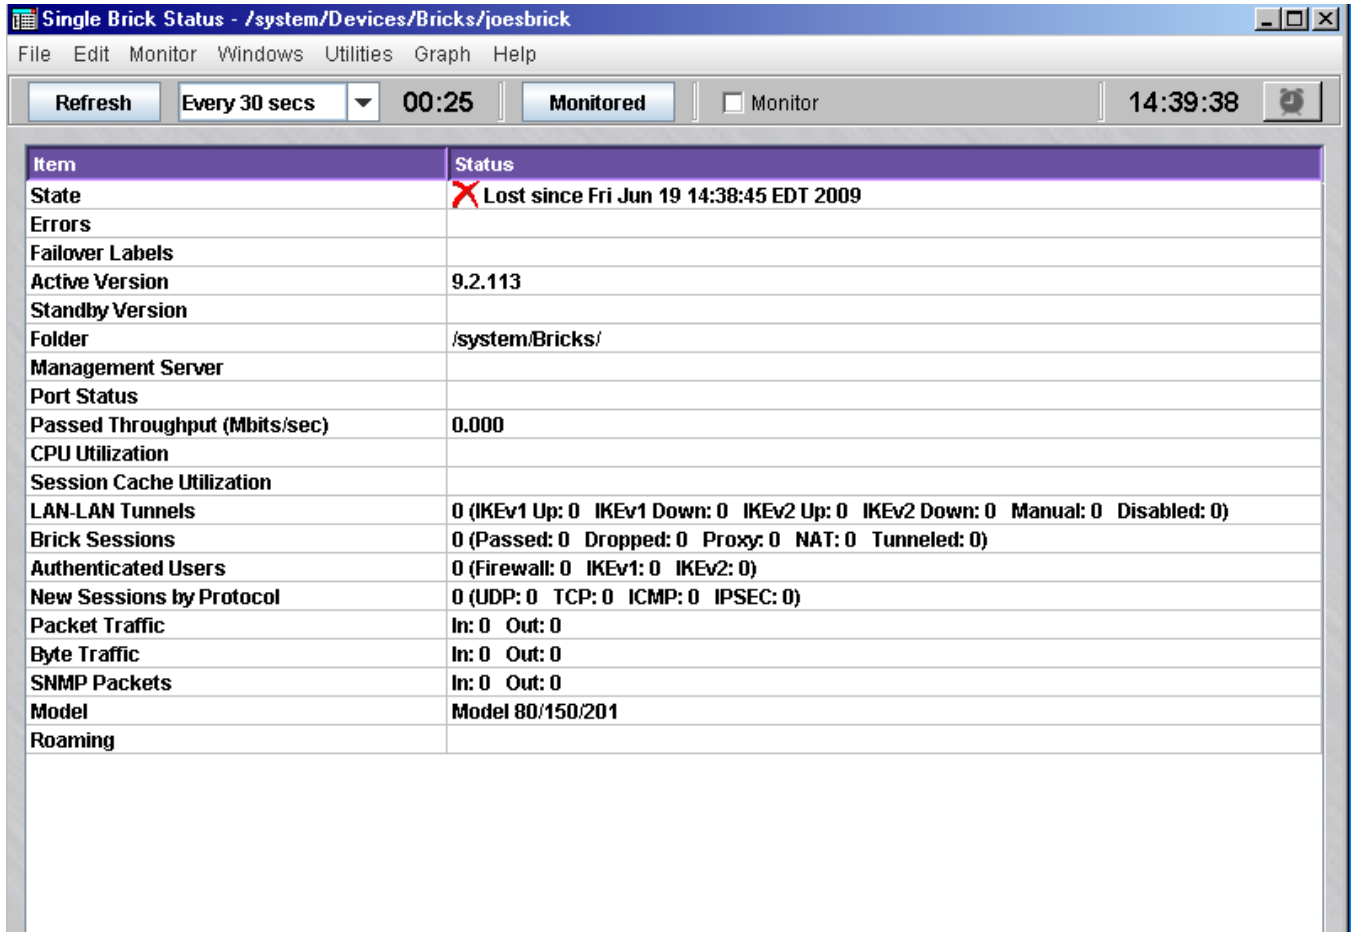 Single Brick Status - /system/Devices/Bricks/joesbrick
File Edit Monitor Windows Utilities Graph Help
Refresh Every 30 secs 00:25 Monitored Monitor 14:39:38
Item Status
State Lost since Fri Jun 19 14:38:45 EDT 2009
Errors
Failover Labels
Active Version 9.2.113
Standby Version
Folder /system/Bricks/
Management Server
Port Status
Passed Throughput (Mbits/sec) 0.000
CPU Utilization
Session Cache Utilization
LAN-LAN Tunnels 0 (IKEv1 Up: 0 IKEv1 Down: 0 IKEv2 Up: 0 IKEv2 Down: 0 Manual: 0 Disabled: 0)
Brick Sessions 0 (Passed: 0 Dropped: 0 Proxy: 0 NAT: 0 Tunneled: 0)
Authenticated Users 0 (Firewall: 0 IKEv1: 0 IKEv2: 0)
New Sessions by Protocol 0 (UDP: 0 TCP: 0 ICMP: 0 IPSEC: 0)
Packet Traffic In: 0 Out: 0
Byte Traffic In: 0 Out: 0
SNMP Packets In: 0 Out: 0
Model Model 80/150/201
Roaming